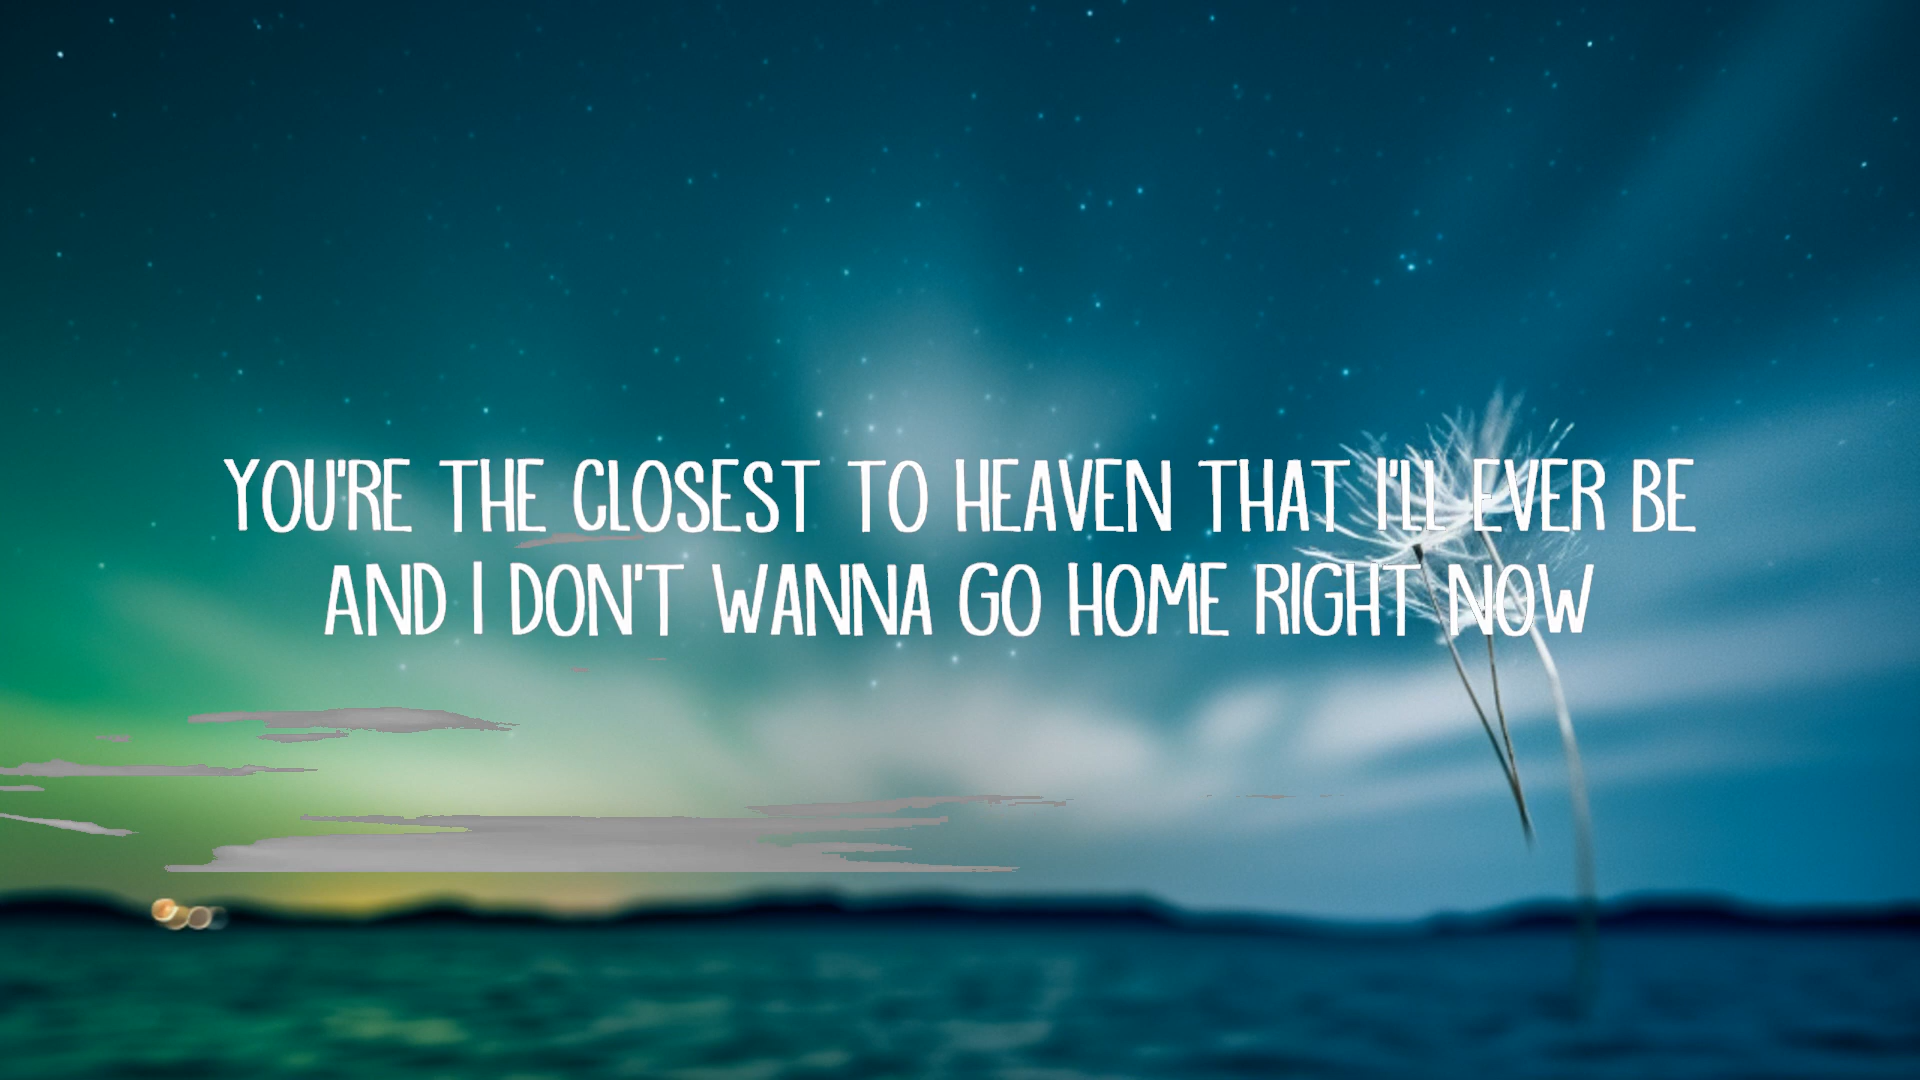 YOU'RE THE CLOSEST TO HEAVEN THAT I'LL EVER BE
AND I DON'T WANNA GO HOME RIGHT NOW